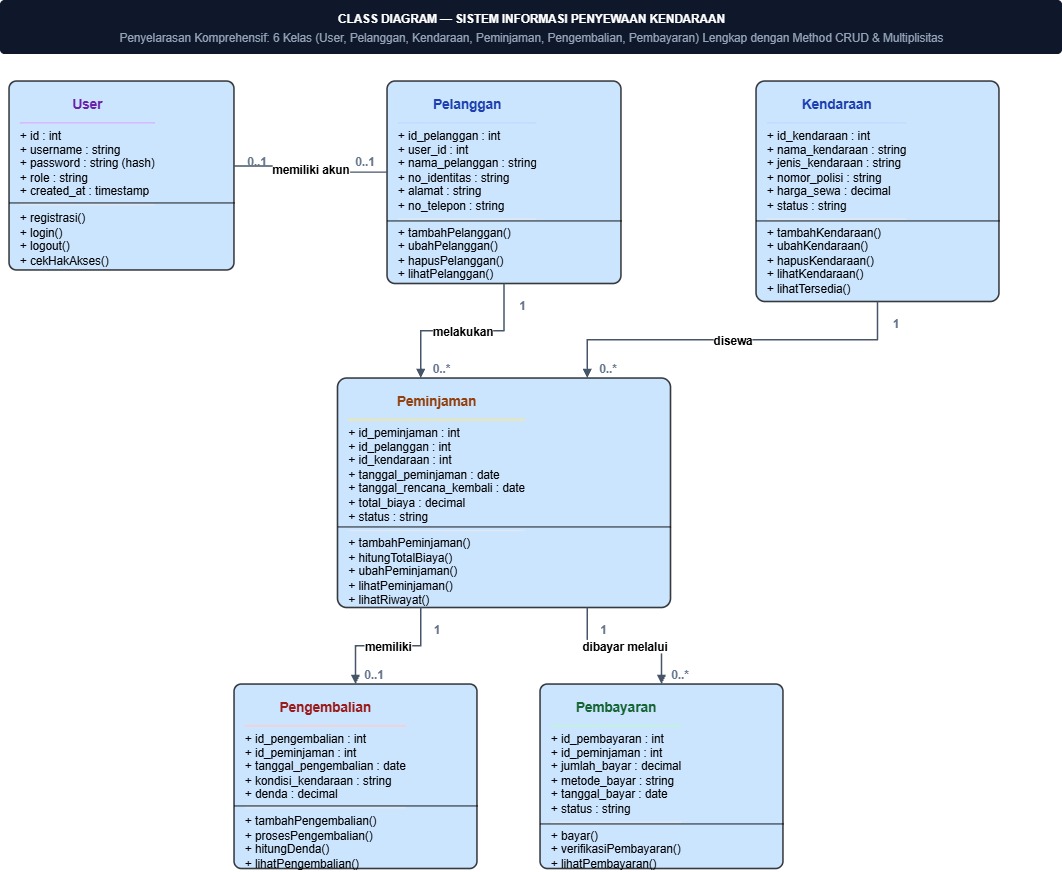 CLASS DIAGRAM — SISTEM INFORMASI PENYEWAAN KENDARAAN
Penyelarasan Komprehensif: 6 Kelas (User, Pelanggan, Kendaraan, Peminjaman, Pengembalian, Pembayaran) Lengkap dengan Method CRUD & Multiplisitas
User
+ id : int
+ username : string
+ password : string (hash)
+ role : string
+ created_at : timestamp
+ registrasi()
+ login()
+ logout()
+ cekHakAkses()
0..1
memiliki akun
0..1
Pelanggan
+ id_pelanggan : int
+ user_id : int
+ nama_pelanggan : string
+ no_identitas : string
+ alamat : string
+ no_telepon : string
+ tambahPelanggan()
+ ubahPelanggan()
+ hapusPelanggan()
+ lihatPelanggan()
Kendaraan
+ id_kendaraan : int
+ nama_kendaraan : string
+ jenis_kendaraan : string
+ nomor_polisi : string
+ harga_sewa : decimal
+ status : string
+ tambahKendaraan()
+ ubahKendaraan()
+ hapusKendaraan()
+ lihatKendaraan()
+ lihatTersedia()
1
melakukan
0..*
1
disewa
0..*
Peminjaman
+ id_peminjaman : int
+ id_pelanggan : int
+ id_kendaraan : int
+ tanggal_peminjaman : date
+ tanggal_rencana_kembali : date
+ total_biaya : decimal
+ status : string
+ tambahPeminjaman()
+ hitungTotalBiaya()
+ ubahPeminjaman()
+ lihatPeminjaman()
+ lihatRiwayat()
1
memiliki
0..1
1
dibayar melalui
0..*
Pengembalian
+ id_pengembalian : int
+ id_peminjaman : int
+ tanggal_pengembalian : date
+ kondisi_kendaraan : string
+ denda : decimal
+ tambahPengembalian()
+ prosesPengembalian()
+ hitungDenda()
+ lihatPengembalian()
Pembayaran
+ id_pembayaran : int
+ id_peminjaman : int
+ jumlah_bayar : decimal
+ metode_bayar : string
+ tanggal_bayar : date
+ status : string
+ bayar()
+ verifikasiPembayaran()
+ lihatPembayaran()